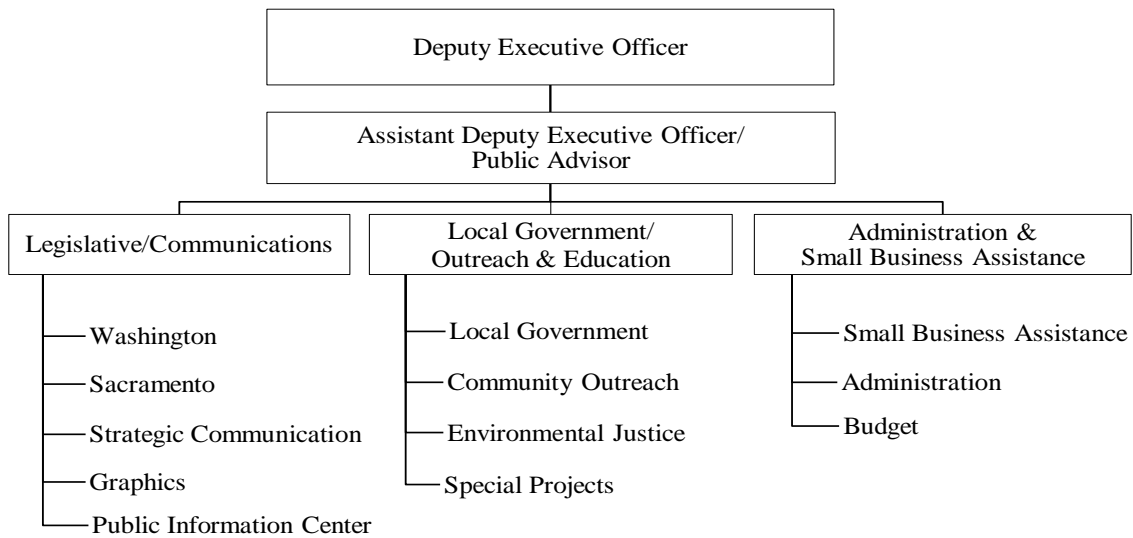 Deputy Executive Officer
Assistant Deputy Executive Officer/
Public Advisor
Legislative/Communications
Washington
Sacramento
Strategic Communication
Graphics
Public Information Center
Local Government/
Outreach & Education
Local Government
Community Outreach
Environmental Justice
Special Projects
Administration &
Small Business Assistance
Small Business Assistance
Administration
Budget